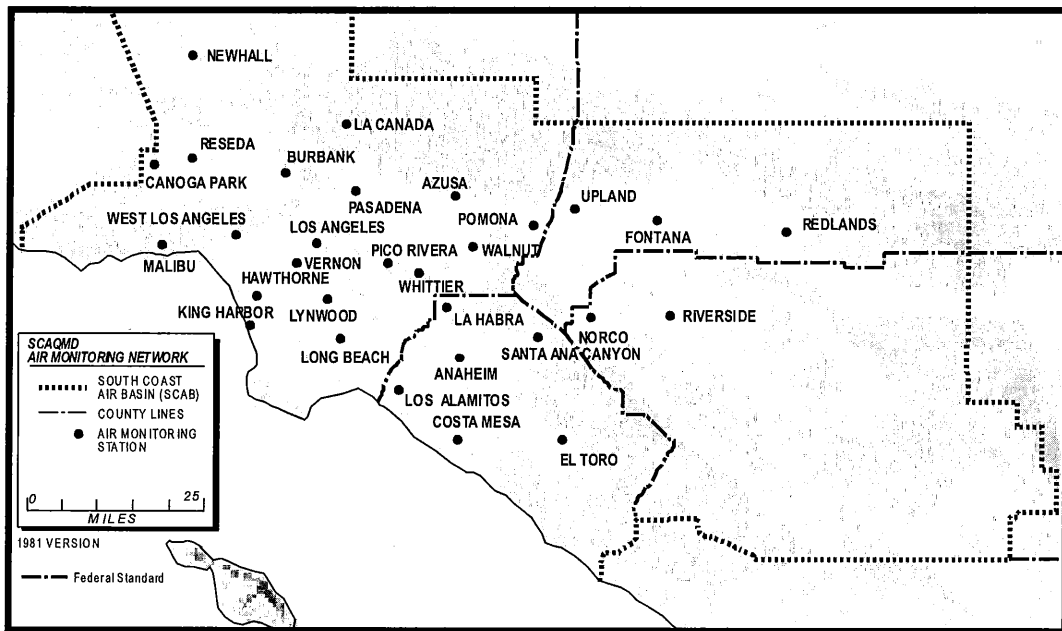 NEWHALL
LA CANADA
RESEDA
BURBANK
CANOGA PARK
AZUSA
PASADENA
UPLAND
WEST LOS ANGELES
LOS ANGELES
POMONA
REDLANDS
FONTANA
PICO RIVERA
WALNUT
MALIBU
VERNON
HAWTHORNE
WHITTIER
KING HARBOR
LYNWOOD
LA HABRA
RIVERSIDE
NORCO
LONG BEACH
SANTA ANA CANYON
ANAHEIM
LOS ALAMITOS
COSTA MESA
EL TORO
SCAQMD
AIR MONITORING NETWORK
SOUTH COAST
AIR BASIN (SCAB)
COUNTY LINES
AIR MONITORING
STATION
0 25
MILES
1981 VERSION
Federal Standard